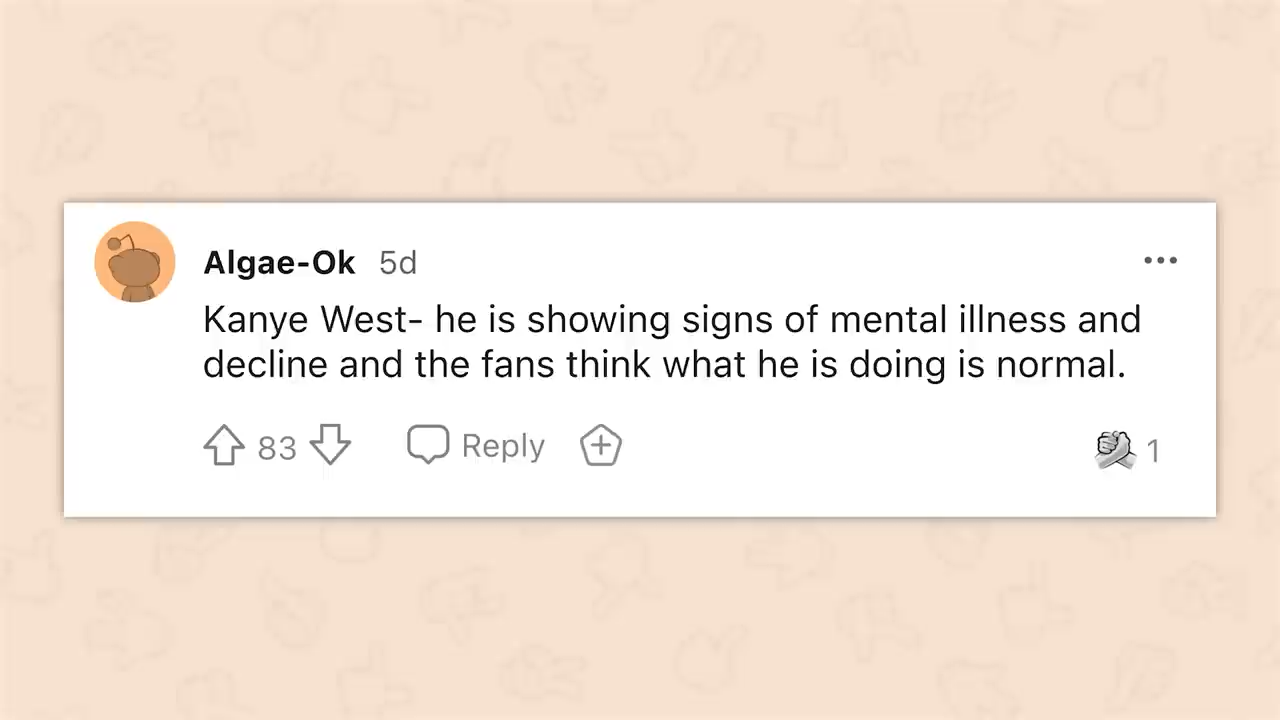 Algae-Ok 5d
Kanye West- he is showing signs of mental illness and
decline and the fans think what he is doing is normal.
83 Reply 1